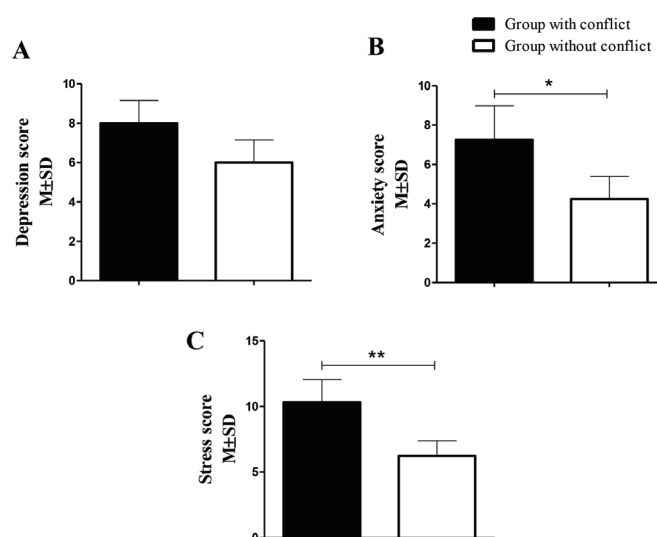 Group with conflict
Group without conflict
A
Depression score
M±SD
10
8
6
4
2
0
B
Anxiety score
M±SD
10
8
6
4
2
0
*
C
Stress score
M±SD
15
10
5
0
**